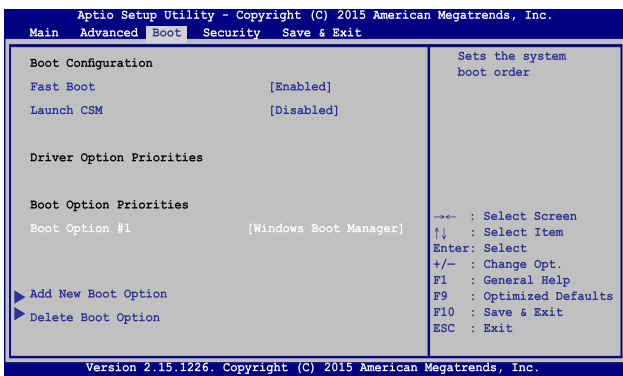 Aptio Setup Utility - Copyright (C) 2015 American Megatrends, Inc.
Main Advanced Boot Security Save & Exit
Boot Configuration
Fast Boot [Enabled]
Launch CSM [Disabled]
Driver Option Priorities
Boot Option Priorities
Boot Option #1 [Windows Boot Manager]
Add New Boot Option
Delete Boot Option
Sets the system
boot order
→← : Select Screen
↑↓ : Select Item
Enter: Select
+/— : Change Opt.
F1 : General Help
F9 : Optimized Defaults
F10 : Save & Exit
ESC : Exit
Version 2.15.1226. Copyright (C) 2015 American Megatrends, Inc.